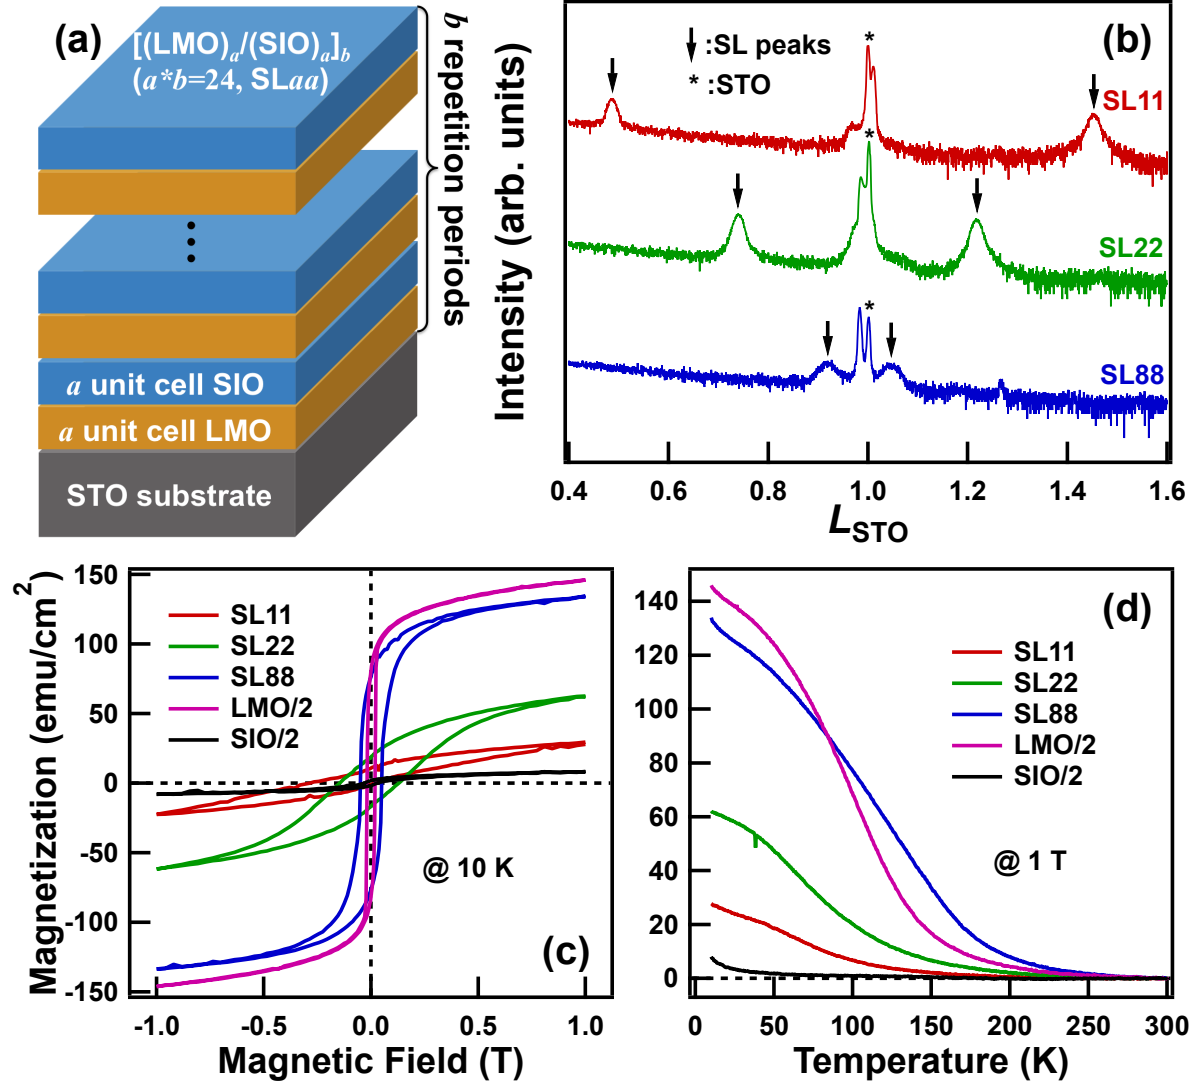 (a)
[(LMO)a/(SIO)a]b
(a*b=24, SLaa)
b repetition periods
a unit cell SIO
a unit cell LMO
STO substrate
(b)
↓ :SL peaks
* :STO
*
SL11
*
SL22
*
SL88
Intensity (arb. units)
0.4 0.6 0.8 1.0 1.2 1.4 1.6
LSTO
(c)
150
100
50
0
-50
-100
-150
Magnetization (emu/cm2)
SL11
SL22
SL88
LMO/2
SIO/2
@ 10 K
-1.0 -0.5 0.0 0.5 1.0
Magnetic Field (T)
(d)
140
120
100
80
60
40
20
0
SL11
SL22
SL88
LMO/2
SIO/2
@ 1 T
0 50 100 150 200 250 300
Temperature (K)